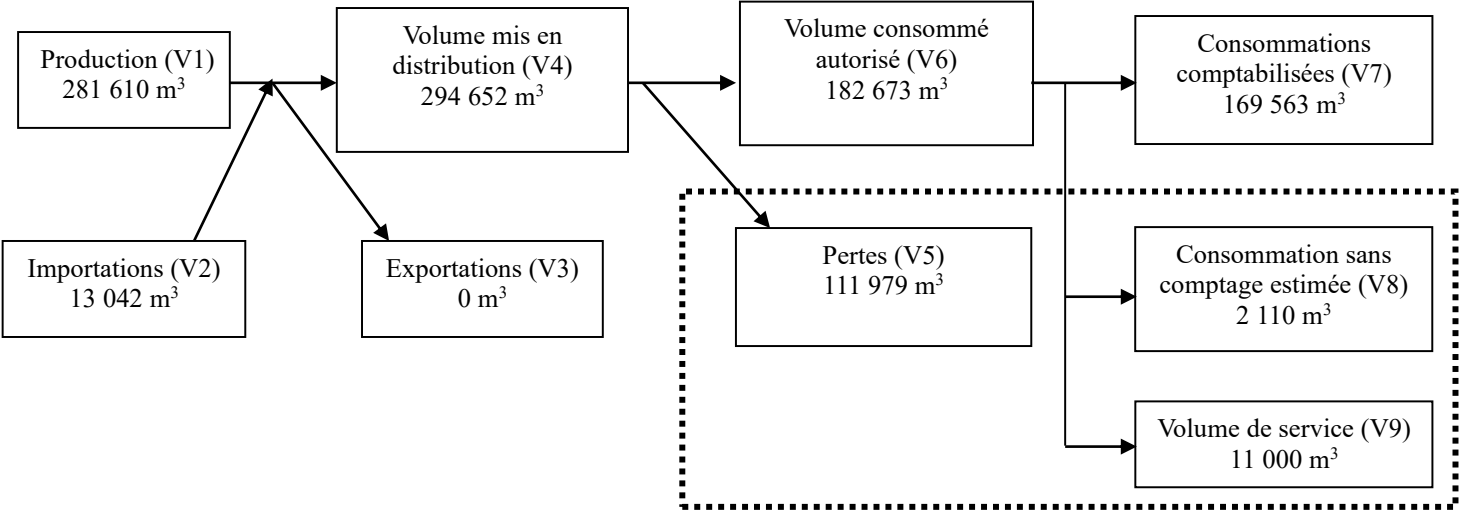 Production (V1)
281 610 m³
Volume mis en
distribution (V4)
294 652 m³
Volume consommé
autorisé (V6)
182 673 m³
Consommations
comptabilisées (V7)
169 563 m³
Importations (V2)
13 042 m³
Exportations (V3)
0 m³
Pertes (V5)
111 979 m³
Consommation sans
comptage estimée (V8)
2 110 m³
Volume de service (V9)
11 000 m³